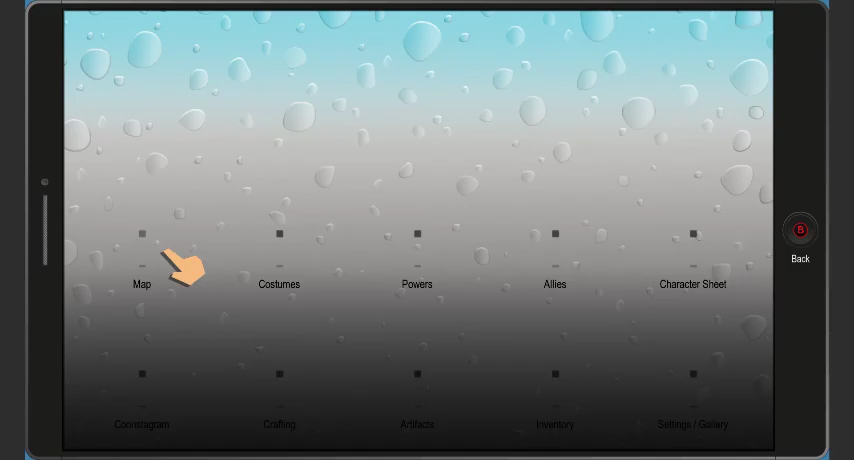 B
Back
Map
Costumes
Powers
Allies
Character Sheet
Coonstagram
Crafting
Artifacts
Inventory
Settings / Gallery